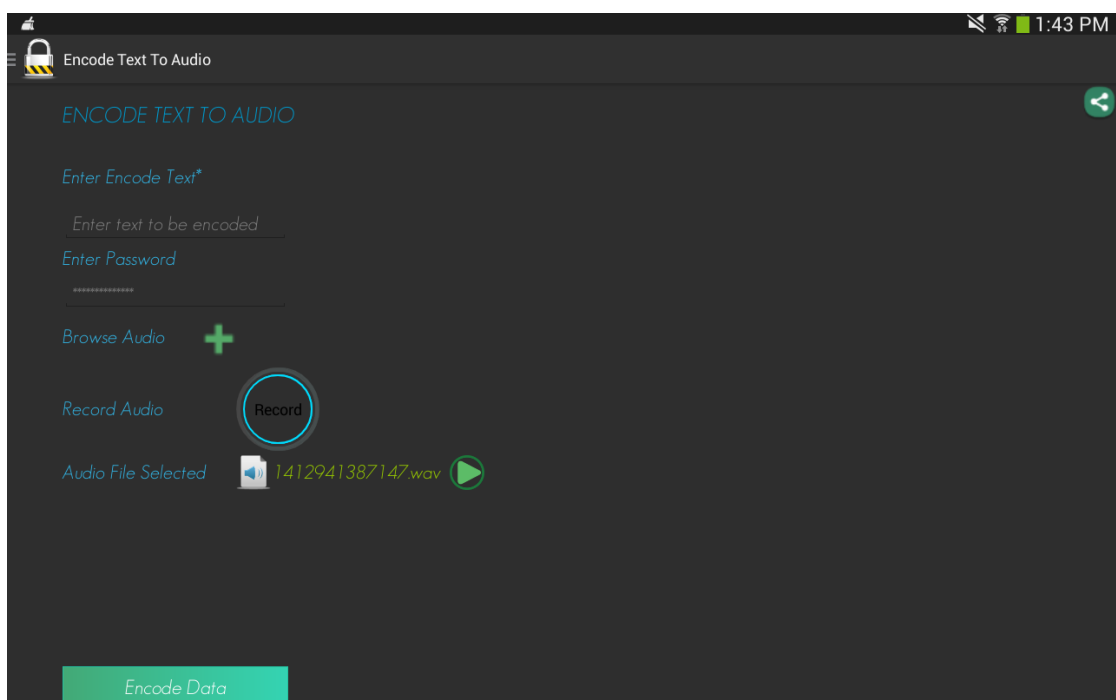 1:43 PM
Encode Text To Audio
ENCODE TEXT TO AUDIO
Enter Encode Text*
Enter text to be encoded
Enter Password
**************
Browse Audio
Record Audio Record
Audio File Selected 1412941387147.wav
Encode Data